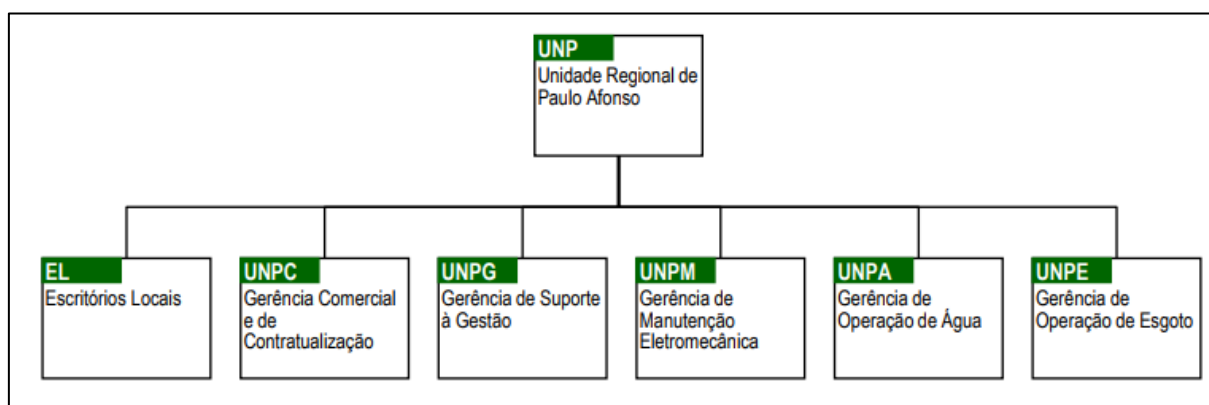 UNP
Unidade Regional de
Paulo Afonso
EL
Escritórios Locais
UNPC
Gerência Comercial
e de
Contratualização
UNPG
Gerência de Suporte
à Gestão
UNPM
Gerência de
Manutenção
Eletromecânica
UNPA
Gerência de
Operação de Água
UNPE
Gerência de
Operação de Esgoto